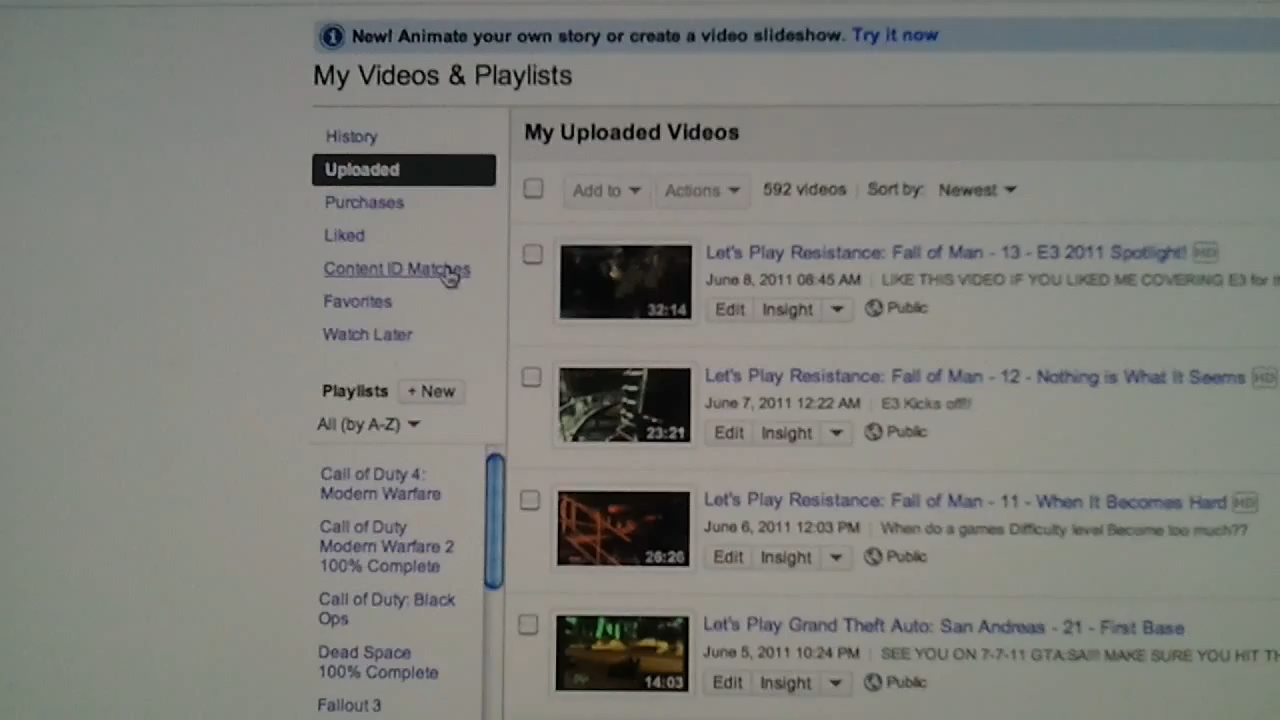 New! Animate your own story or create a video slideshow. Try it now
My Videos & Playlists
History
Uploaded
Purchases
Liked
Content ID Matches
Favorites
Watch Later
Playlists + New
All (by A-Z)
Call of Duty 4:
Modern Warfare
Call of Duty
Modern Warfare 2
100% Complete
Call of Duty: Black
Ops
Dead Space
100% Complete
Fallout 3
My Uploaded Videos
Add to Actions 592 videos Sort by: Newest
Let's Play Resistance: Fall of Man - 13 - E3 2011 Spotlight! HD
June 8, 2011 08:45 AM | LIKE THIS VIDEO IF YOU LIKED ME COVERING E3 for
32:14
Edit Insight Public
Let's Play Resistance: Fall of Man - 12 - Nothing is What It Seems HD
June 7, 2011 12:22 AM | E3 Kicks off!!
23:21
Edit Insight Public
Let's Play Resistance: Fall of Man - 11 - When It Becomes Hard HD
June 6, 2011 12:03 PM | When do a games Difficulty level Become too much??
26:26
Edit Insight Public
Let's Play Grand Theft Auto: San Andreas - 21 - First Base
June 5, 2011 10:24 PM | SEE YOU ON 7-7-11 GTA:SA!!! MAKE SURE YOU HIT
14:03
Edit Insight Public